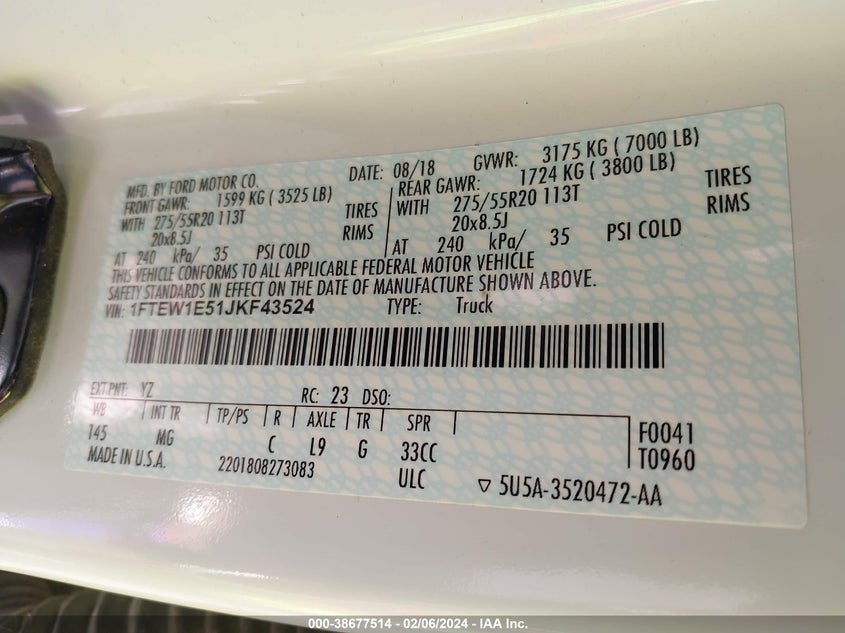 MFD. BY FORD MOTOR CO. DATE: 08/18 GVWR: 3175 KG ( 7000 LB)
FRONT GAWR: 1599 KG ( 3525 LB) REAR GAWR: 1724 KG ( 3800 LB)
WITH 275/55R20 113T TIRES WITH 275/55R20 113T TIRES
20x8.5J RIMS 20x8.5J RIMS
AT 240 kPa/ 35 PSI COLD AT 240 kPa/ 35 PSI COLD
THIS VEHICLE CONFORMS TO ALL APPLICABLE FEDERAL MOTOR VEHICLE
SAFETY STANDARDS IN EFFECT ON THE DATE OF MANUFACTURE SHOWN ABOVE.
VIN: 1FTEW1E51JKF43524 TYPE: Truck
EXT PNT: YZ RC: 23 DSO:
WB INT TR TP/PS R AXLE TR SPR F0041
145 MG C L9 G 33CC T0960
MADE IN U.S.A. 2201808273083 ULC ▽ 5U5A-3520472-AA
000-38677514 - 02/06/2024 - IAA Inc.